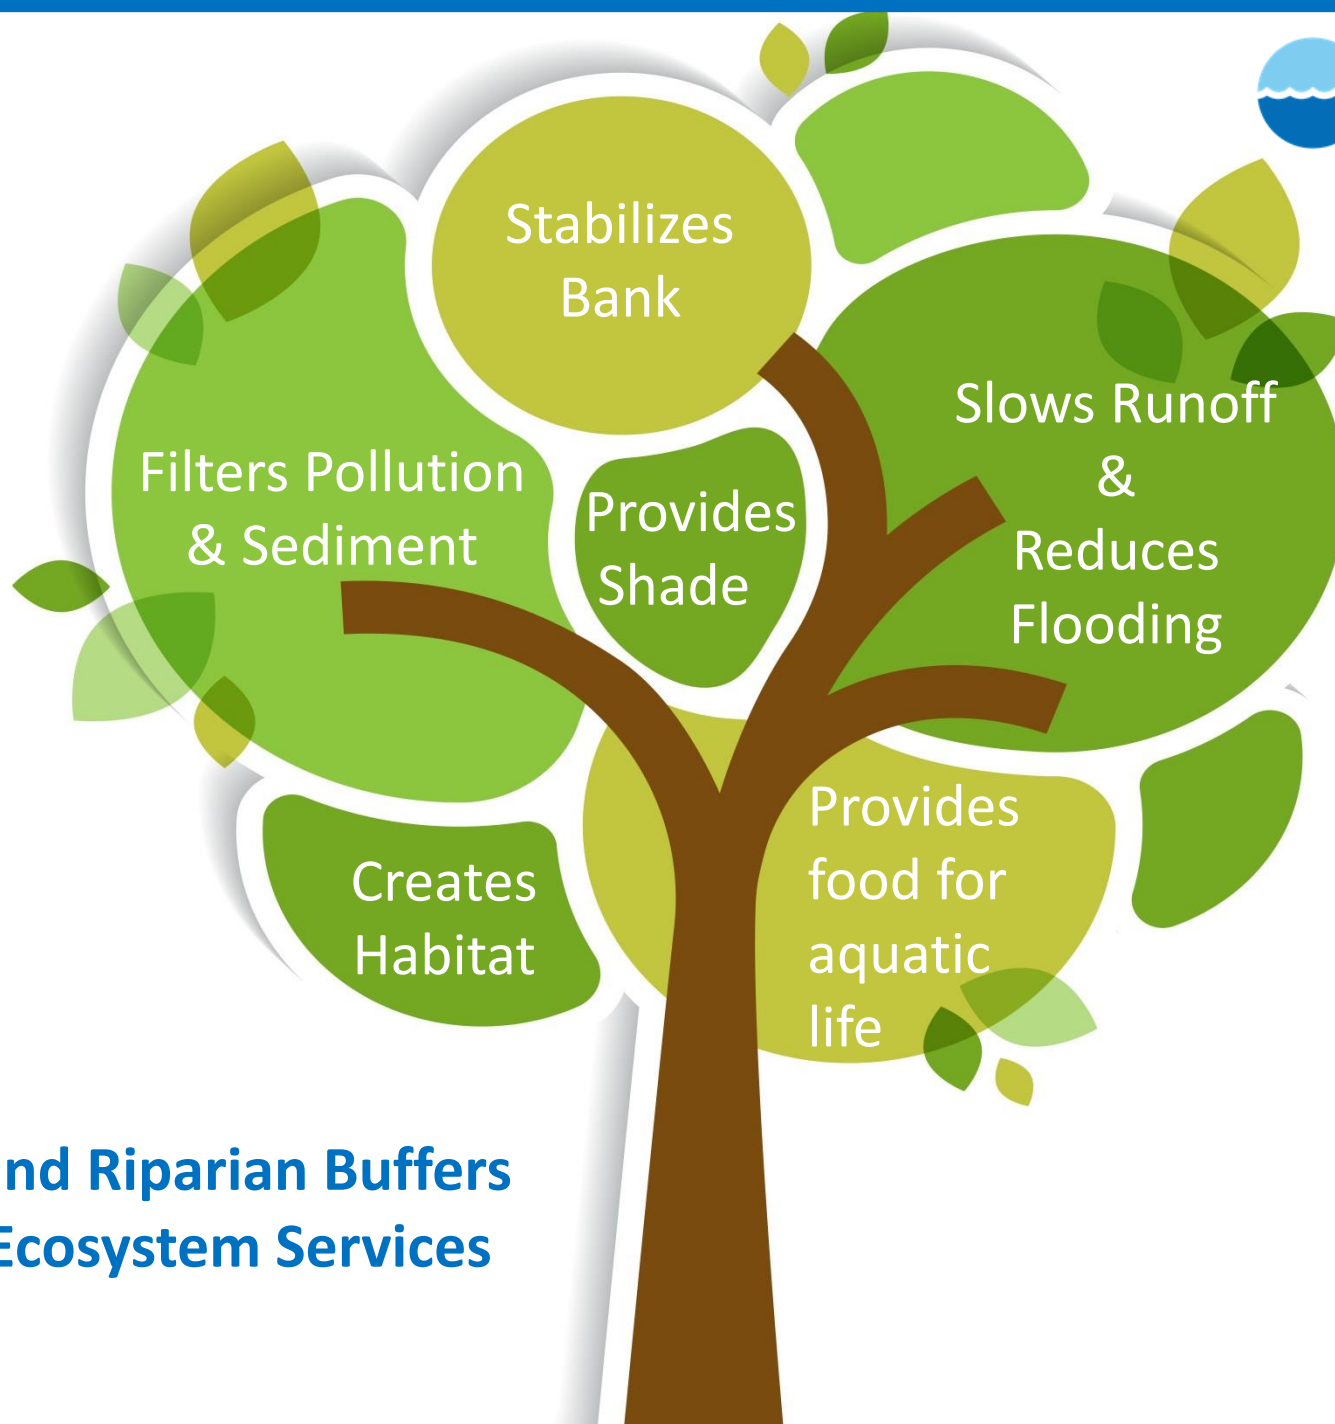 Stabilizes
Bank
Filters Pollution
& Sediment
Provides
Shade
Slows Runoff
&
Reduces
Flooding
Creates
Habitat
Provides
food for
aquatic
life
nd Riparian Buffers
Ecosystem Services